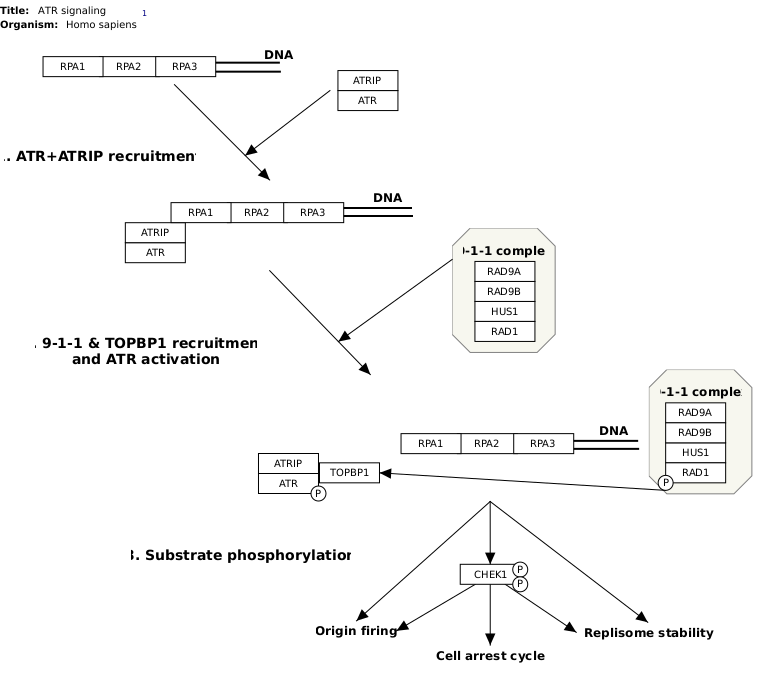 Title: ATR signaling 1
Organism: Homo sapiens
DNA
RPA1 RPA2 RPA3
ATRIP
ATR
. ATR+ATRIP recruitmen
DNA
RPA1 RPA2 RPA3
ATRIP
ATR
-1-1 comple
RAD9A
RAD9B
HUS1
RAD1
. 9-1-1 & TOPBP1 recruitmen
and ATR activation
-1-1 comple
RAD9A
RAD9B
HUS1
RAD1
P
DNA
RPA1 RPA2 RPA3
ATRIP
ATR
TOPBP1
P
3. Substrate phosphorylation
CHEK1
P
P
Origin firing
Replisome stability
Cell arrest cycle